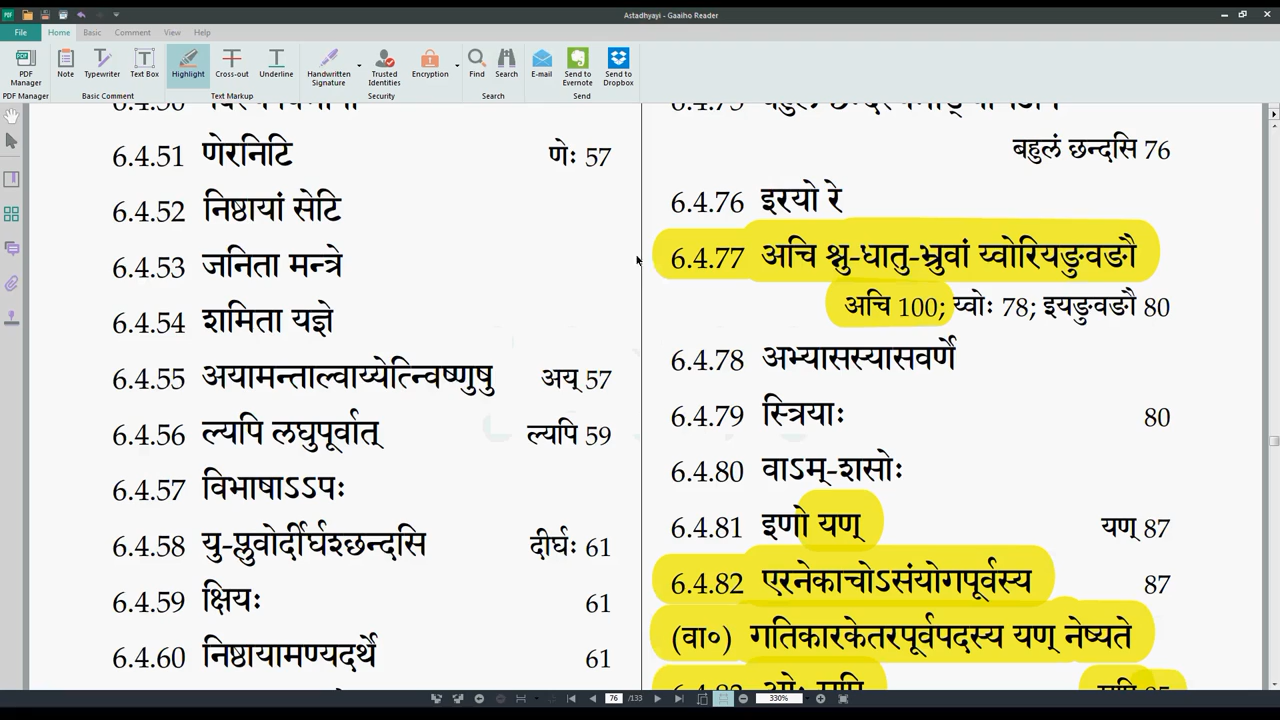 Astadhyayi - Gaaiho Reader
File Home Basic Comment View Help
PDF Manager Note Typewriter Text Box Highlight Cross-out Underline Handwritten Signature Trusted Identities Encryption Find Search E-mail Send to Evernote Send to Dropbox
PDF Manager Basic Comment Text Markup Security Search Send
6.4.51 णेरनिटि णेः 57
6.4.52 निष्ठायां सेटि
6.4.53 जनिता मन्त्रे
6.4.54 शमिता यज्ञे
6.4.55 अयामन्ताल्वाय्येत्न्विष्णुषु अय् 57
6.4.56 ल्यपि लघुपूर्वात् ल्यपि 59
6.4.57 विभाषाऽऽपः
6.4.58 यु-प्लुवोर्दीर्घश्छन्दसि दीर्घः 61
6.4.59 क्षियः 61
6.4.60 निष्ठायामण्यदर्थे 61
बहुलं छन्दसि 76
6.4.76 इरयो रे
6.4.77 अचि श्नु-धातु-भ्रुवां य्वोरियङुवङौ
अचि 100; य्वोः 78; इयङुवङौ 80
6.4.78 अभ्यासस्यासवर्णे
6.4.79 स्त्रियाः 80
6.4.80 वाऽम्-शसोः
6.4.81 इणो यण् यण् 87
6.4.82 एरनेकाचोऽसंयोगपूर्वस्य 87
(वा०) गतिकारकेतरपूर्वपदस्य यण् नेष्यते
76 /133 330%